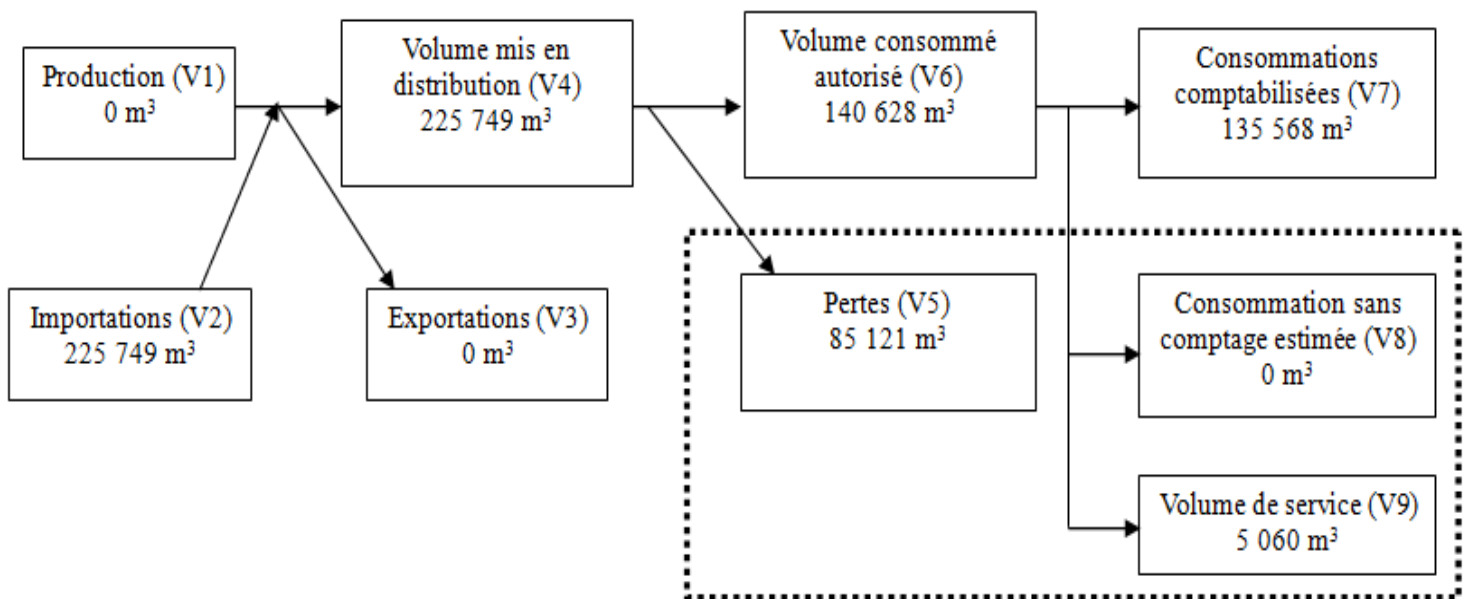 Production (V1)
0 m³
Volume mis en
distribution (V4)
225 749 m³
Volume consommé
autorisé (V6)
140 628 m³
Consommations
comptabilisées (V7)
135 568 m³
Importations (V2)
225 749 m³
Exportations (V3)
0 m³
Pertes (V5)
85 121 m³
Consommation sans
comptage estimée (V8)
0 m³
Volume de service (V9)
5 060 m³